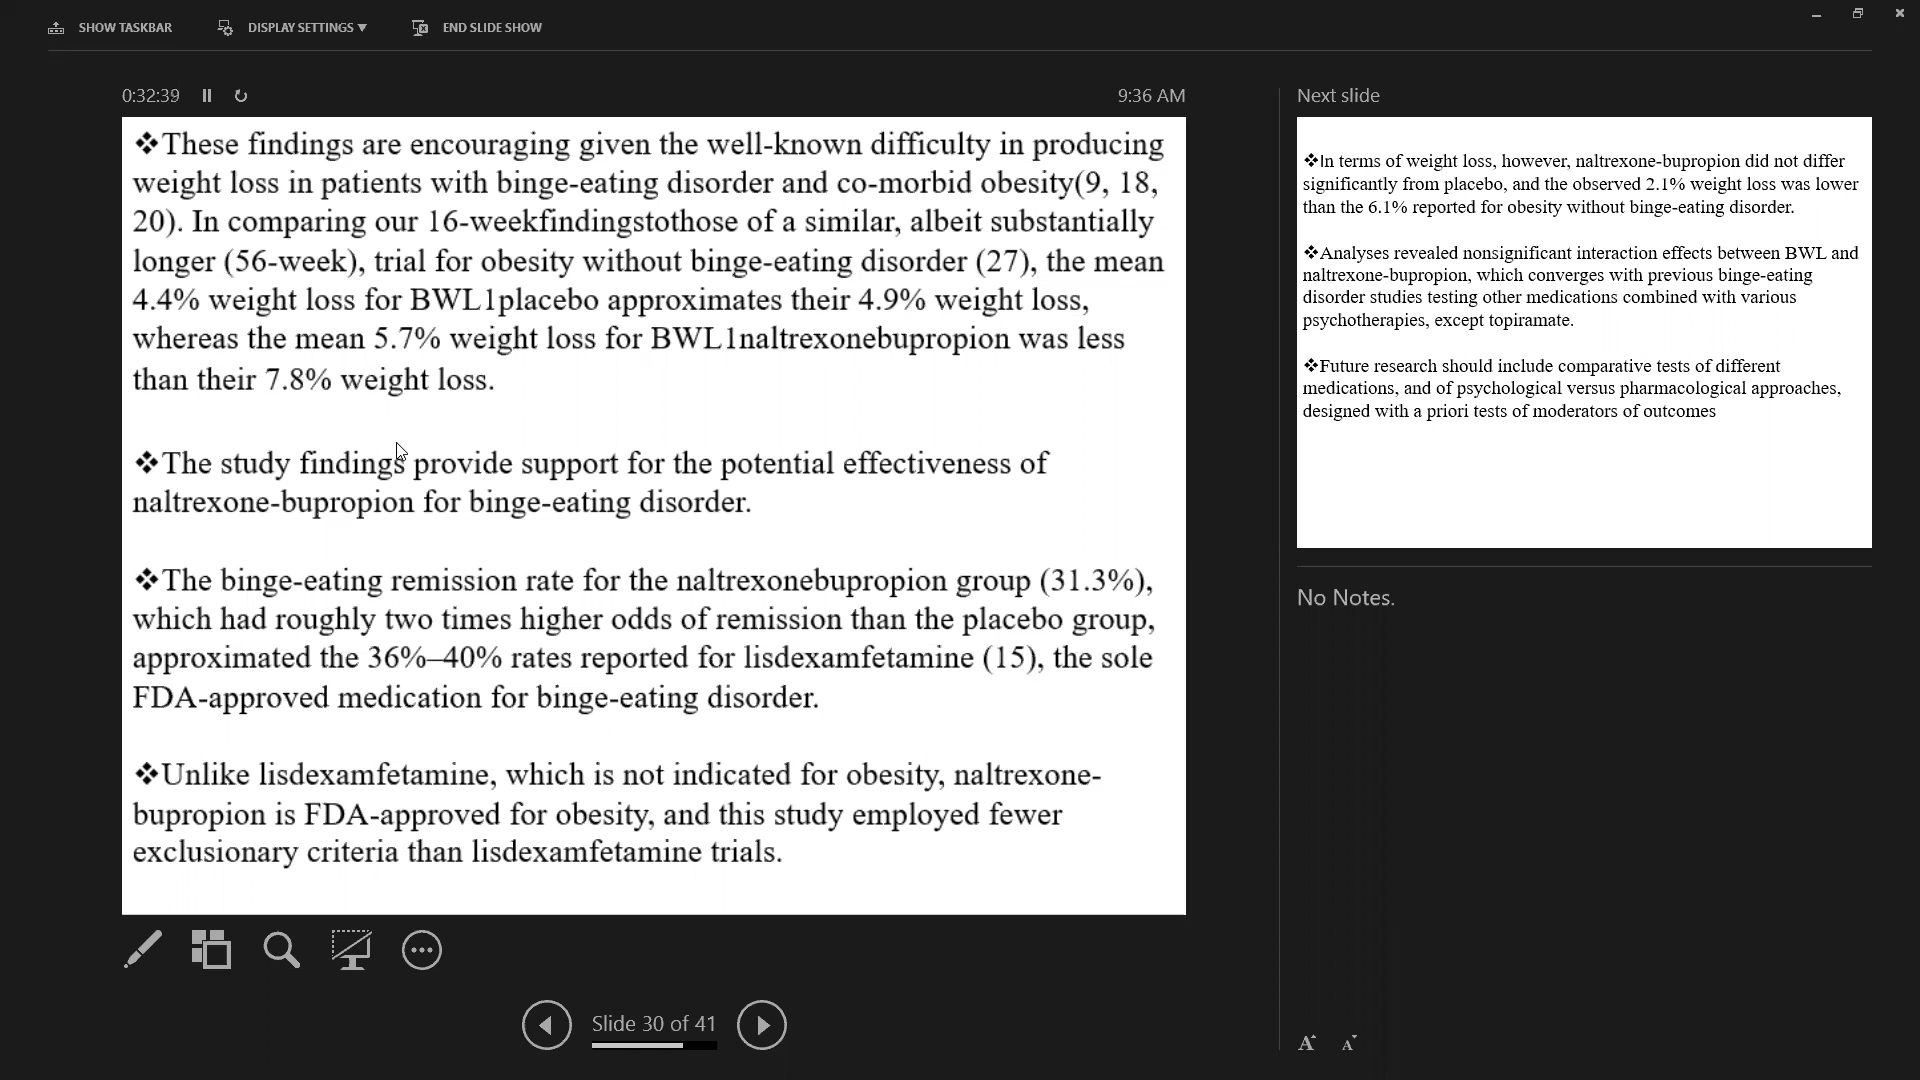 SHOW TASKBAR
DISPLAY SETTINGS ▼
END SLIDE SHOW
0:32:39
9:36 AM
❖These findings are encouraging given the well-known difficulty in producing
weight loss in patients with binge-eating disorder and co-morbid obesity(9, 18,
20). In comparing our 16-weekfindingstothose of a similar, albeit substantially
longer (56-week), trial for obesity without binge-eating disorder (27), the mean
4.4% weight loss for BWL1placebo approximates their 4.9% weight loss,
whereas the mean 5.7% weight loss for BWL1naltrexonebupropion was less
than their 7.8% weight loss.
❖The study findings provide support for the potential effectiveness of
naltrexone-bupropion for binge-eating disorder.
❖The binge-eating remission rate for the naltrexonebupropion group (31.3%),
which had roughly two times higher odds of remission than the placebo group,
approximated the 36%–40% rates reported for lisdexamfetamine (15), the sole
FDA-approved medication for binge-eating disorder.
❖Unlike lisdexamfetamine, which is not indicated for obesity, naltrexone-
bupropion is FDA-approved for obesity, and this study employed fewer
exclusionary criteria than lisdexamfetamine trials.
Slide 30 of 41
Next slide
❖In terms of weight loss, however, naltrexone-bupropion did not differ
significantly from placebo, and the observed 2.1% weight loss was lower
than the 6.1% reported for obesity without binge-eating disorder.
❖Analyses revealed nonsignificant interaction effects between BWL and
naltrexone-bupropion, which converges with previous binge-eating
disorder studies testing other medications combined with various
psychotherapies, except topiramate.
❖Future research should include comparative tests of different
medications, and of psychological versus pharmacological approaches,
designed with a priori tests of moderators of outcomes
No Notes.
A A